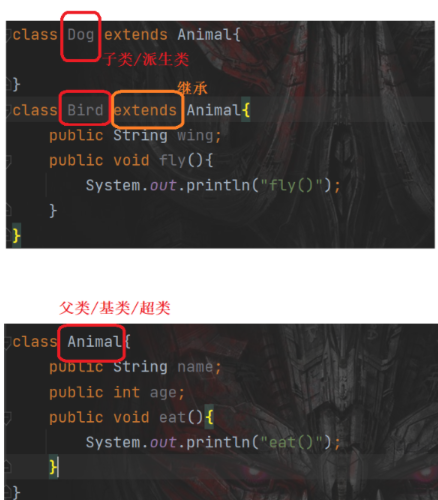 class Dog extends Animal{
子类/派生类
}
继承
class Bird extends Animal{
public String wing;
public void fly(){
System.out.println("fly()");
}
}
父类/基类/超类
class Animal{
public String name;
public int age;
public void eat(){
System.out.println("eat()");
}
}